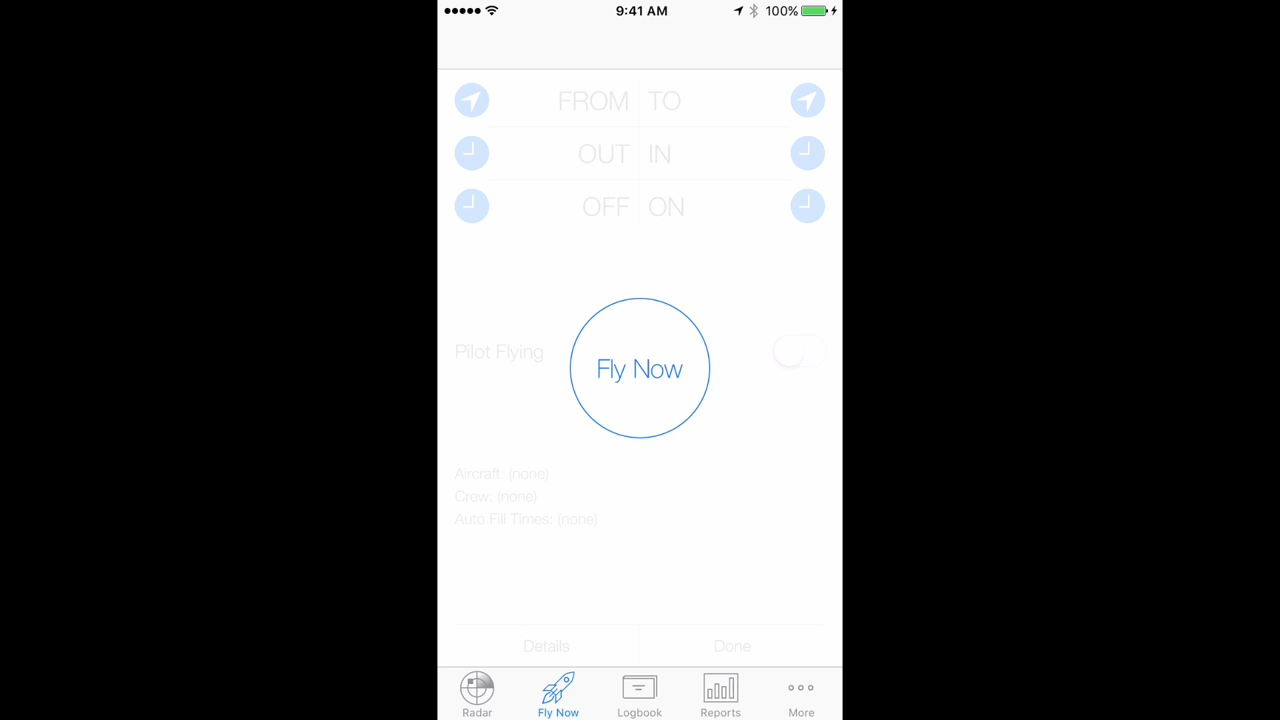 9:41 AM 100%
FROM TO
OUT IN
OFF ON
Pilot Flying
Fly Now
Aircraft: (none)
Crew: (none)
Auto Fill Times: (none)
Details Done
Radar Fly Now Logbook Reports More